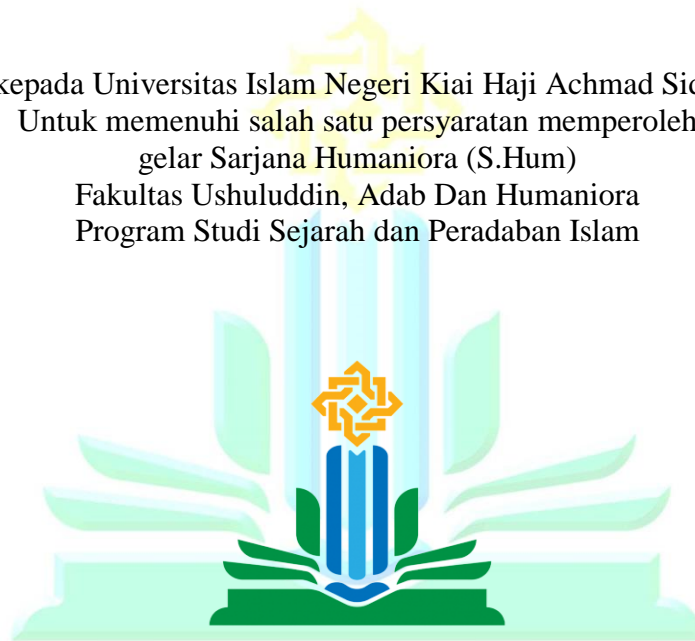 kepada Universitas Islam Negeri Kiai Haji Achmad
Untuk memenuhi salah satu persyaratan memperoleh
gelar Sarjana Humaniora (S.Hum)
Fakultas Ushuluddin, Adab Dan Humaniora
Program Studi Sejarah dan Peradaban Islam